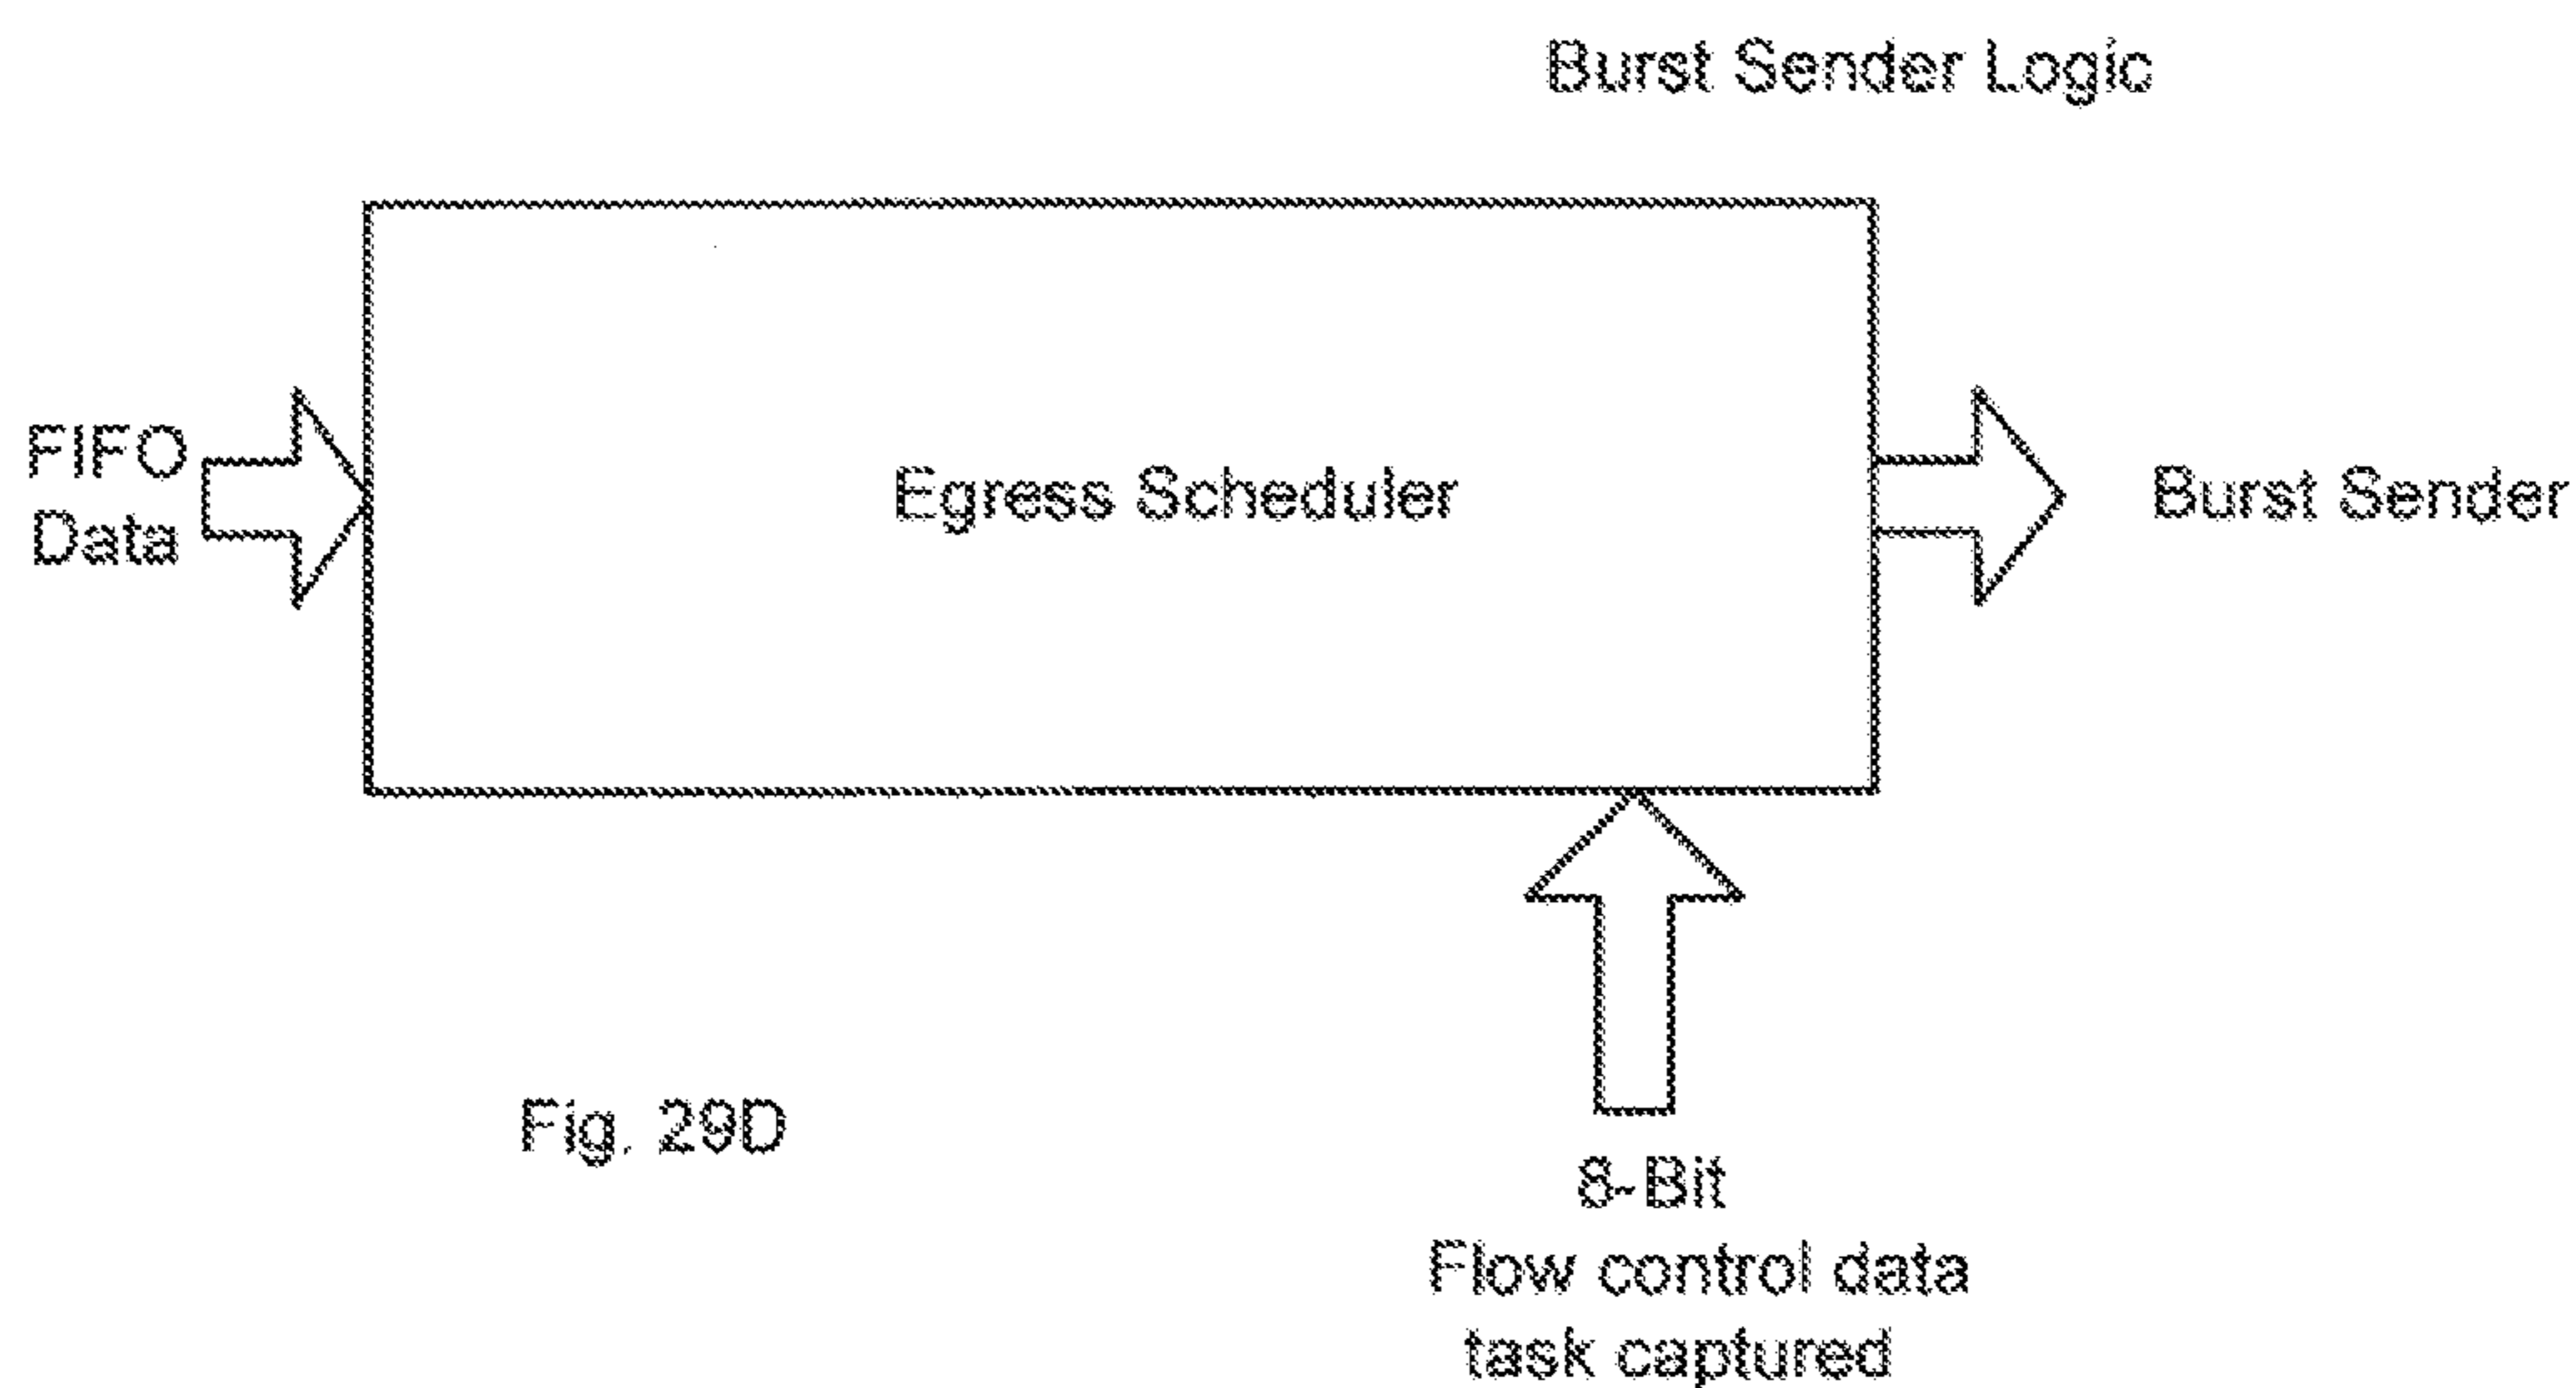 Burst Sender Logic
FIFO
Data
Egress Scheduler
Burst Sender
8-Bit
Flow control data
task captured
Fig. 29D